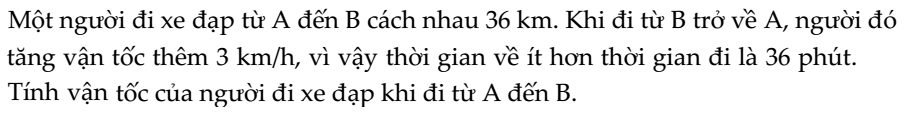 Một người đi xe đạp từ A đến B cách nhau 36 km. Khi đi từ B trở về A, người đó
tăng vận tốc thêm 3 km/h, vì vậy thời gian về ít hơn thời gian đi là 36 phút.
Tính vận tốc của người đi xe đạp khi đi từ A đến B.